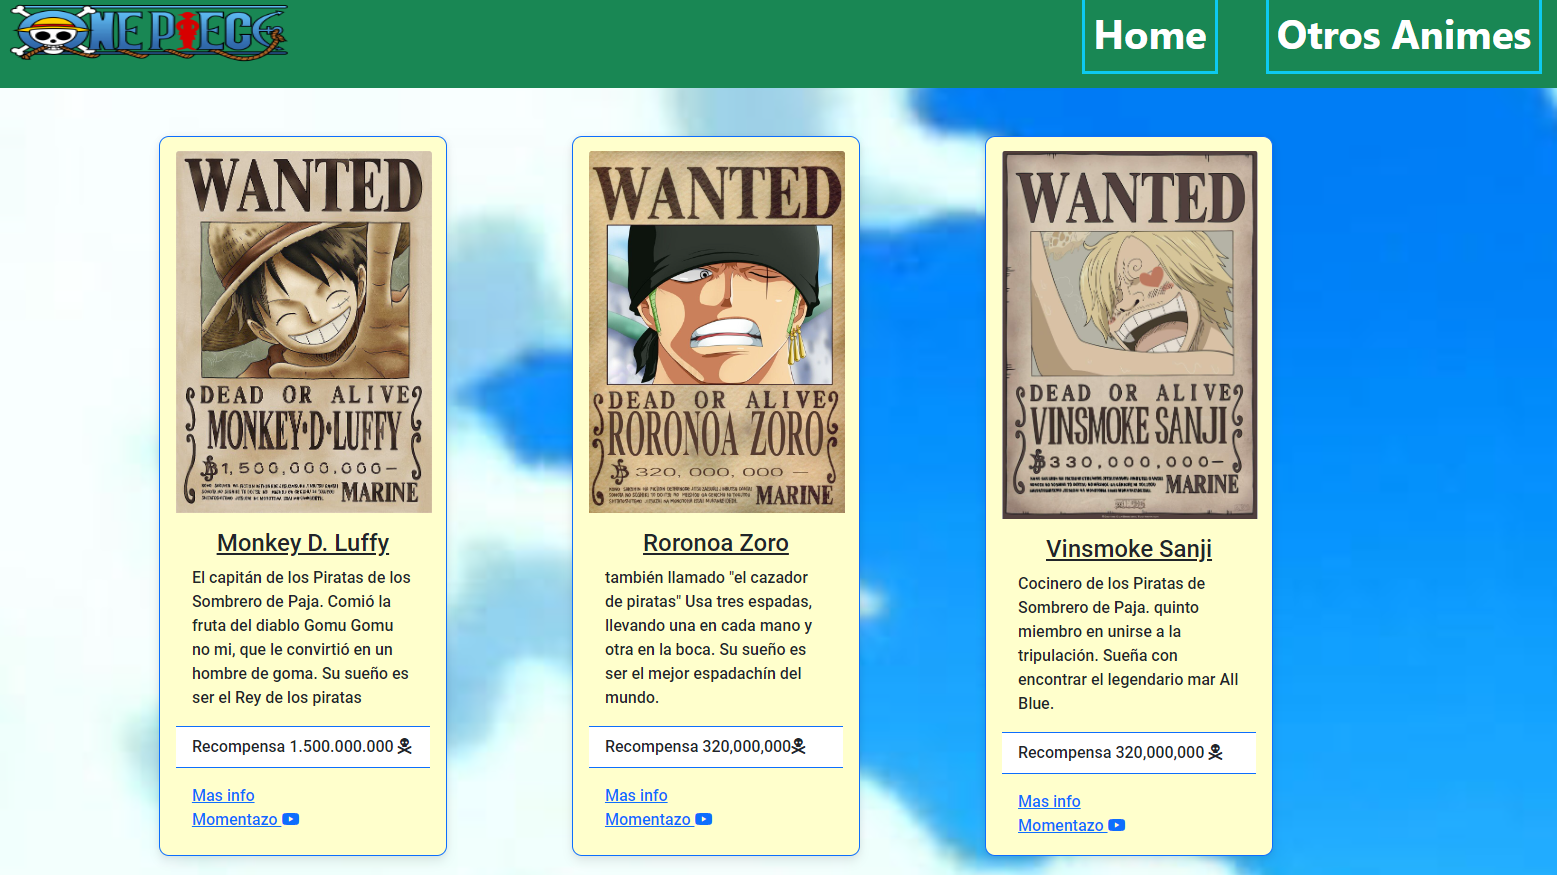 ONE PIECE
Home
Otros Animes
WANTED
DEAD OR ALIVE
MONKEY·D·LUFFY
1,500,000,000-
MARINE
Monkey D. Luffy
El capitán de los Piratas de los
Sombrero de Paja. Comió la
fruta del diablo Gomu Gomu
no mi, que le convirtió en un
hombre de goma. Su sueño es
ser el Rey de los piratas
Recompensa 1.500.000.000
Mas info
Momentazo
WANTED
DEAD OR ALIVE
RORONOA ZORO
320,000,000 —
MARINE
Roronoa Zoro
también llamado "el cazador
de piratas" Usa tres espadas,
llevando una en cada mano y
otra en la boca. Su sueño es
ser el mejor espadachín del
mundo.
Recompensa 320,000,000
Mas info
Momentazo
WANTED
DEAD OR ALIVE
VINSMOKE SANJI
330,000,000-
MARINE
Vinsmoke Sanji
Cocinero de los Piratas de
Sombrero de Paja. quinto
miembro en unirse a la
tripulación. Sueña con
encontrar el legendario mar All
Blue.
Recompensa 320,000,000
Mas info
Momentazo